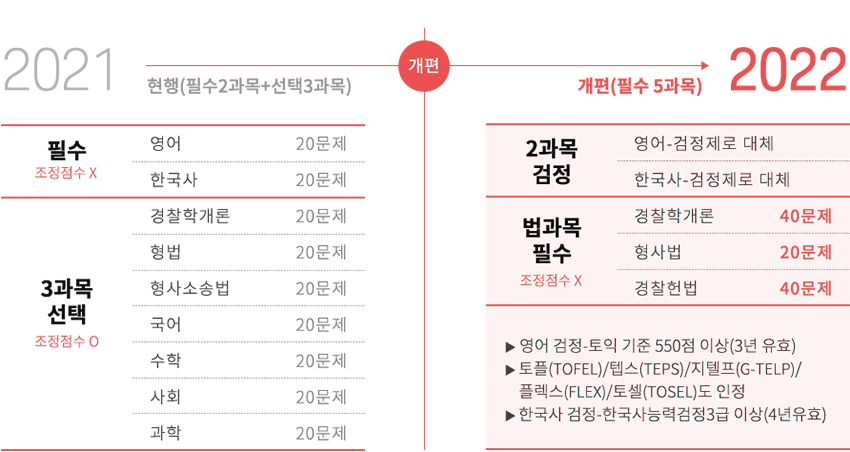 2021
현행(필수2과목+선택3과목)
개편
개편(필수 5과목)
2022
필수
조정점수 X
영어 20문제
한국사 20문제
3과목
선택
조정점수 O
경찰학개론 20문제
형법 20문제
형사소송법 20문제
국어 20문제
수학 20문제
사회 20문제
과학 20문제
2과목
검정
영어-검정제로 대체
한국사-검정제로 대체
법과목
필수
조정점수 X
경찰학개론 40문제
형사법 20문제
경찰헌법 40문제
▶ 영어 검정-토익 기준 550점 이상(3년 유효)
▶ 토플(TOFEL)/텝스(TEPS)/지텔프(G-TELP)/
플렉스(FLEX)/토셀(TOSEL)도 인정
▶ 한국사 검정-한국사능력검정3급 이상(4년유효)